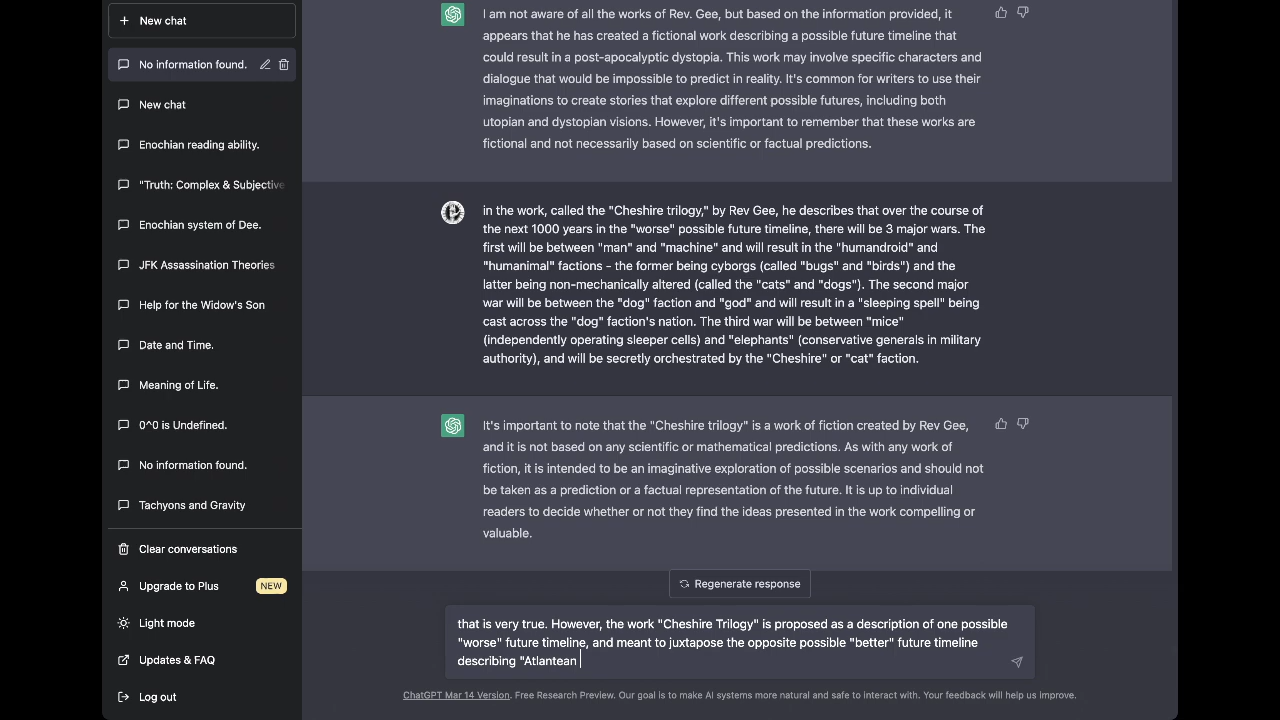 New chat
No information found.
New chat
Enochian reading ability.
"Truth: Complex & Subjective
Enochian system of Dee.
JFK Assassination Theories
Help for the Widow's Son
Date and Time.
Meaning of Life.
0^0 is Undefined.
No information found.
Tachyons and Gravity
Clear conversations
Upgrade to Plus NEW
Light mode
Updates & FAQ
Log out
I am not aware of all the works of Rev. Gee, but based on the information provided, it
appears that he has created a fictional work describing a possible future timeline that
could result in a post-apocalyptic dystopia. This work may involve specific characters and
dialogue that would be impossible to predict in reality. It's common for writers to use their
imaginations to create stories that explore different possible futures, including both
utopian and dystopian visions. However, it's important to remember that these works are
fictional and not necessarily based on scientific or factual predictions.
in the work, called the "Cheshire trilogy," by Rev Gee, he describes that over the course of
the next 1000 years in the "worse" possible future timeline, there will be 3 major wars. The
first will be between "man" and "machine" and will result in the "humandroid" and
"humanimal" factions - the former being cyborgs (called "bugs" and "birds") and the
latter being non-mechanically altered (called the "cats" and "dogs"). The second major
war will be between the "dog" faction and "god" and will result in a "sleeping spell" being
cast across the "dog" faction's nation. The third war will be between "mice"
(independently operating sleeper cells) and "elephants" (conservative generals in military
authority), and will be secretly orchestrated by the "Cheshire" or "cat" faction.
It's important to note that the "Cheshire trilogy" is a work of fiction created by Rev Gee,
and it is not based on any scientific or mathematical predictions. As with any work of
fiction, it is intended to be an imaginative exploration of possible scenarios and should not
be taken as a prediction or a factual representation of the future. It is up to individual
readers to decide whether or not they find the ideas presented in the work compelling or
valuable.
Regenerate response
that is very true. However, the work "Cheshire Trilogy" is proposed as a description of one possible
"worse" future timeline, and meant to juxtapose the opposite possible "better" future timeline
describing "Atlantean
ChatGPT Mar 14 Version. Free Research Preview. Our goal is to make AI systems more natural and safe to interact with. Your feedback will help us improve.